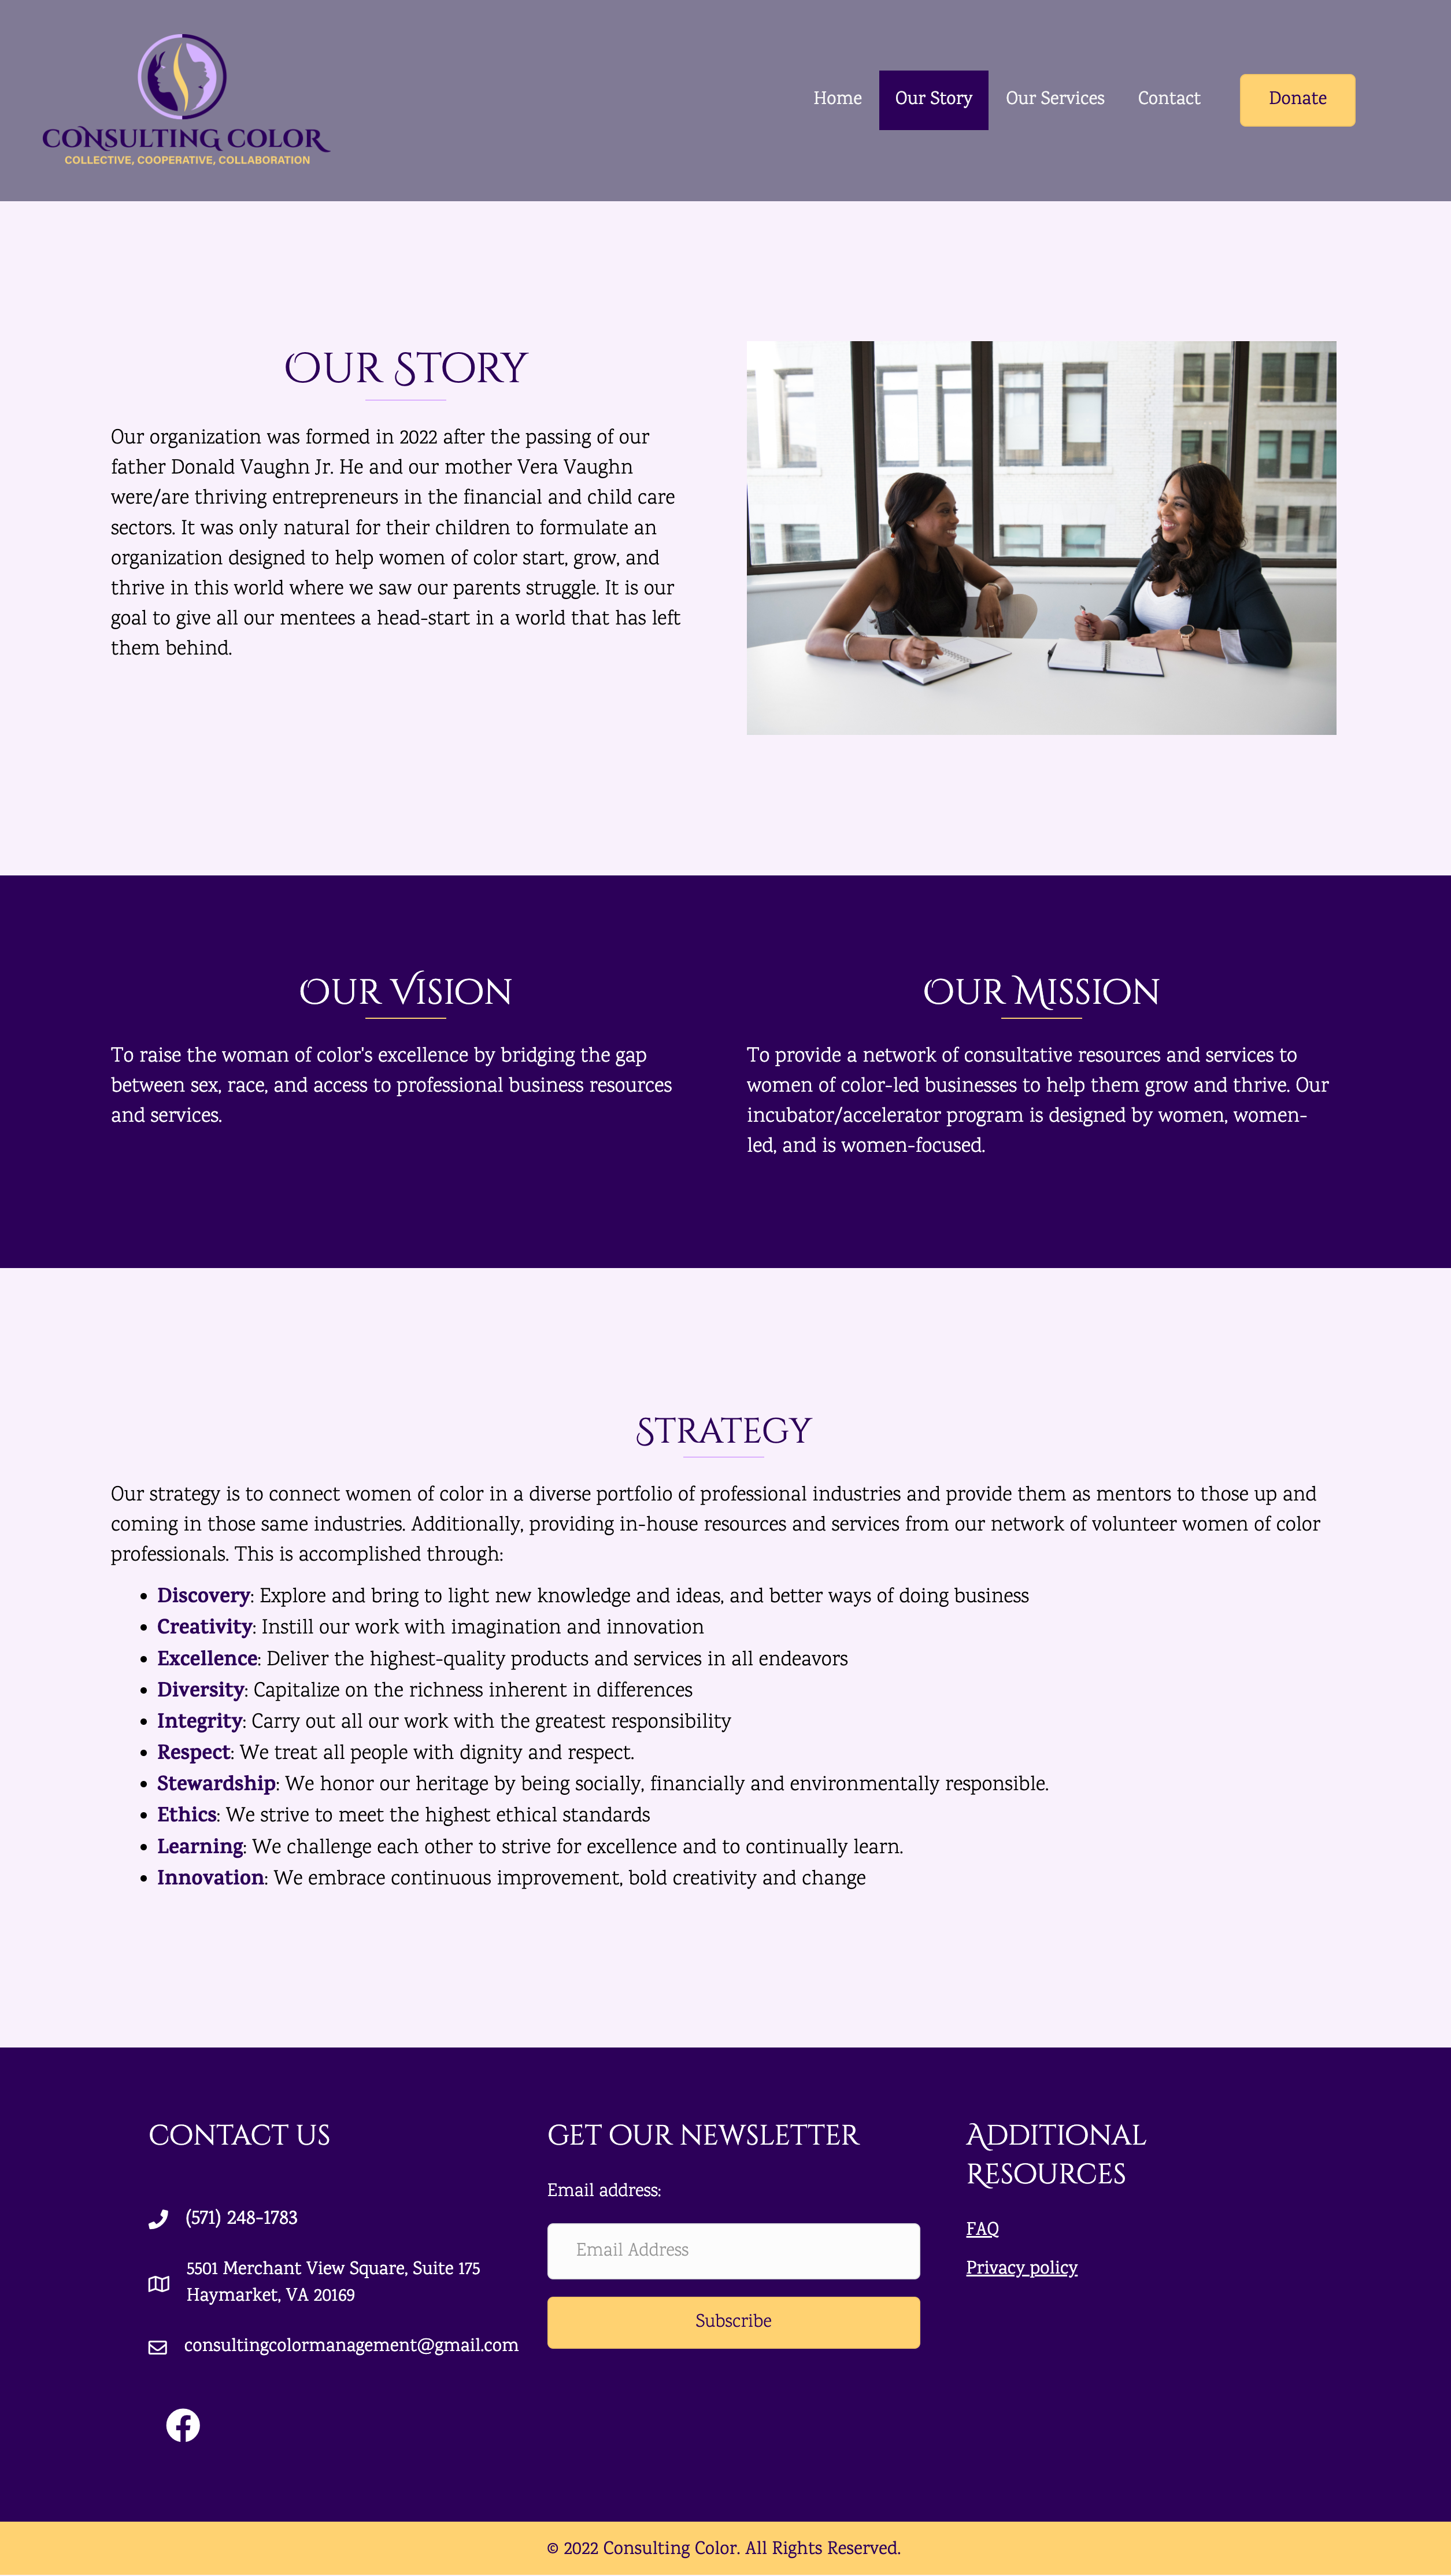 CONSULTING COLOR
COLLECTIVE, COOPERATIVE, COLLABORATION
Home
Our Story
Our Services
Contact
Donate
Our Story
Our organization was formed in 2022 after the passing of our
father Donald Vaughn Jr. He and our mother Vera Vaughn
were/are thriving entrepreneurs in the financial and child care
sectors. It was only natural for their children to formulate an
organization designed to help women of color start, grow, and
thrive in this world where we saw our parents struggle. It is our
goal to give all our mentees a head-start in a world that has left
them behind.
Our Vision
To raise the woman of color's excellence by bridging the gap
between sex, race, and access to professional business resources
and services.
Our Mission
To provide a network of consultative resources and services to
women of color-led businesses to help them grow and thrive. Our
incubator/accelerator program is designed by women, women-
led, and is women-focused.
Strategy
Our strategy is to connect women of color in a diverse portfolio of professional industries and provide them as mentors to those up and
coming in those same industries. Additionally, providing in-house resources and services from our network of volunteer women of color
professionals. This is accomplished through:
• Discovery: Explore and bring to light new knowledge and ideas, and better ways of doing business
• Creativity: Instill our work with imagination and innovation
• Excellence: Deliver the highest-quality products and services in all endeavors
• Diversity: Capitalize on the richness inherent in differences
• Integrity: Carry out all our work with the greatest responsibility
• Respect: We treat all people with dignity and respect.
• Stewardship: We honor our heritage by being socially, financially and environmentally responsible.
• Ethics: We strive to meet the highest ethical standards
• Learning: We challenge each other to strive for excellence and to continually learn.
• Innovation: We embrace continuous improvement, bold creativity and change
Contact Us
(571) 248-1783
5501 Merchant View Square, Suite 175
Haymarket, VA 20169
consultingcolormanagement@gmail.com
Get Our Newsletter
Email address:
Email Address
Subscribe
Additional
Resources
FAQ
Privacy policy
© 2022 Consulting Color. All Rights Reserved.